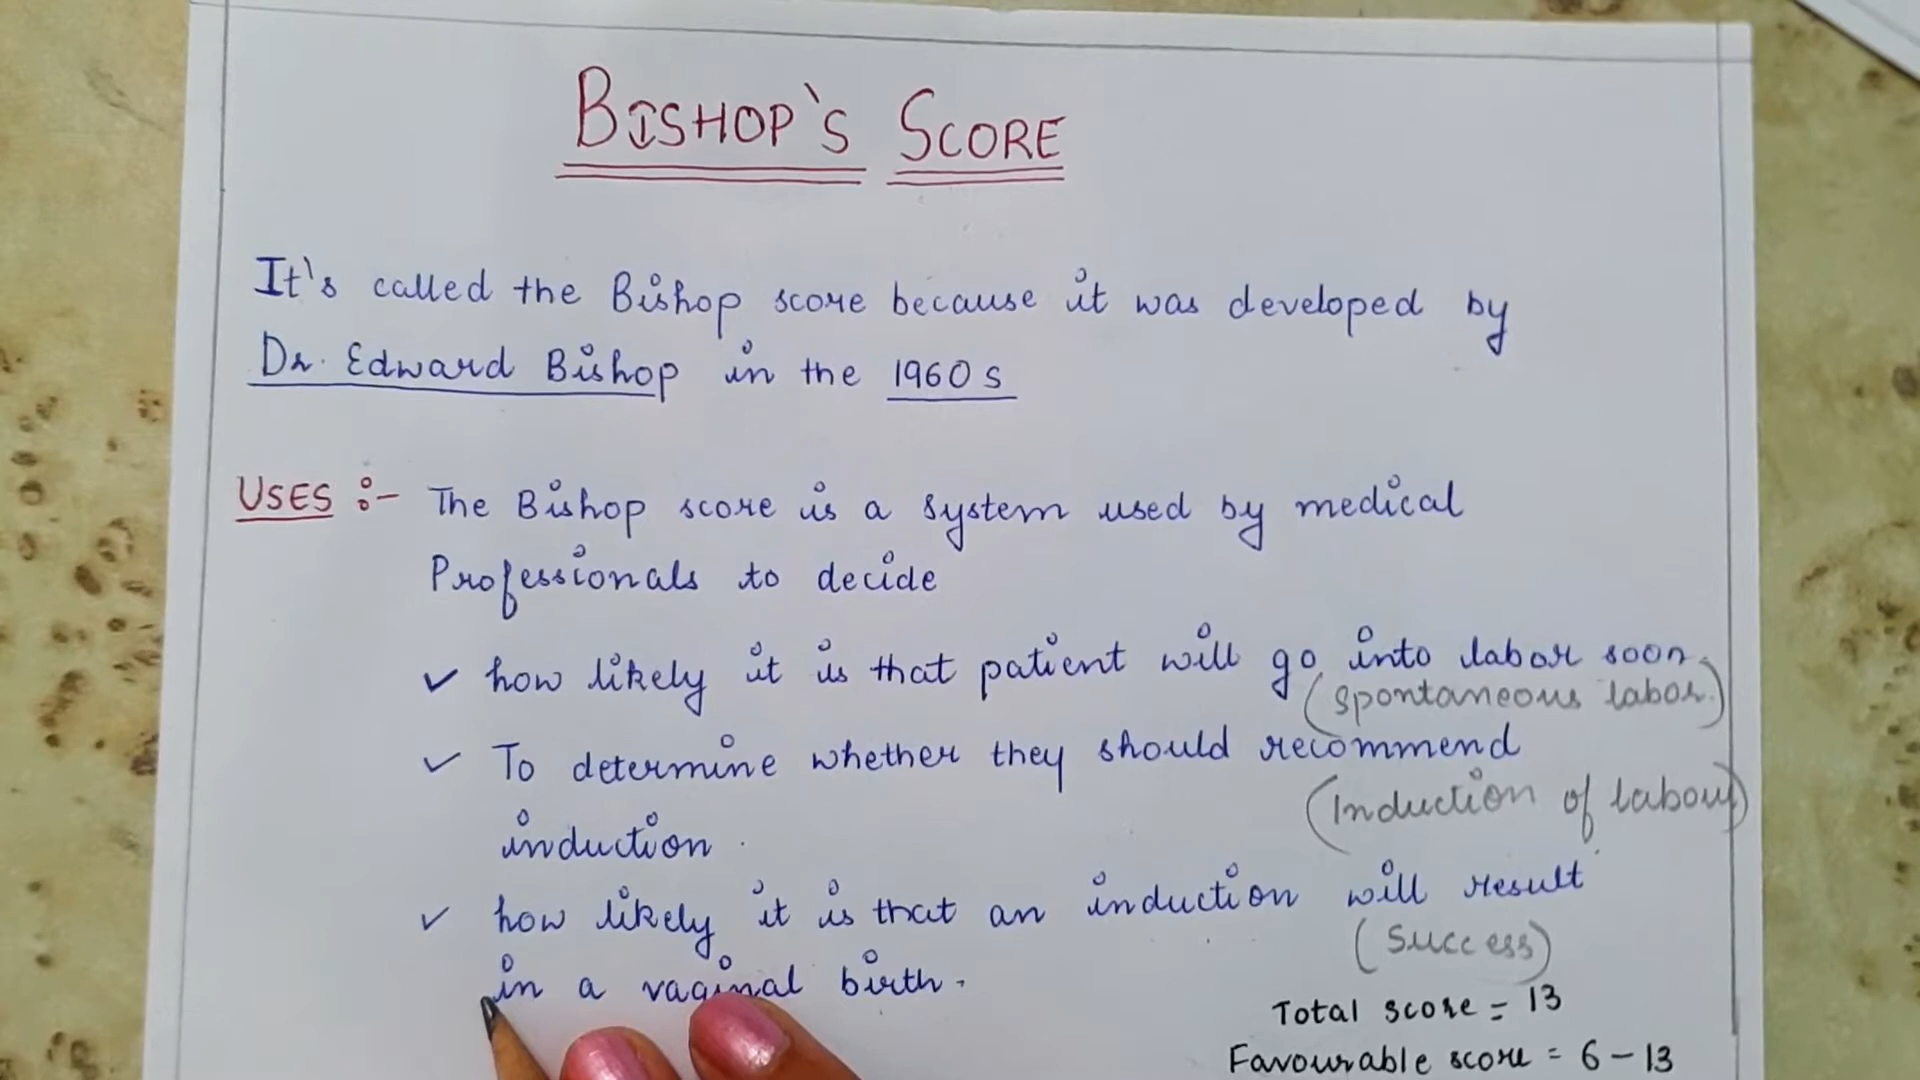 BISHOP'S SCORE
It's called the Bishop score because it was developed by
Dr. Edward Bishop in the 1960s
USES :- The Bishop score is a system used by medical
Professionals to decide
✓ how likely it is that patient will go into labor soon.
(Spontaneous labor.)
✓ To determine whether they should recommend
induction.
(Induction of labour)
✓ how likely it is that an induction will result
in a vaginal birth.
(Success)
Total score = 13
Favourable score = 6 - 13